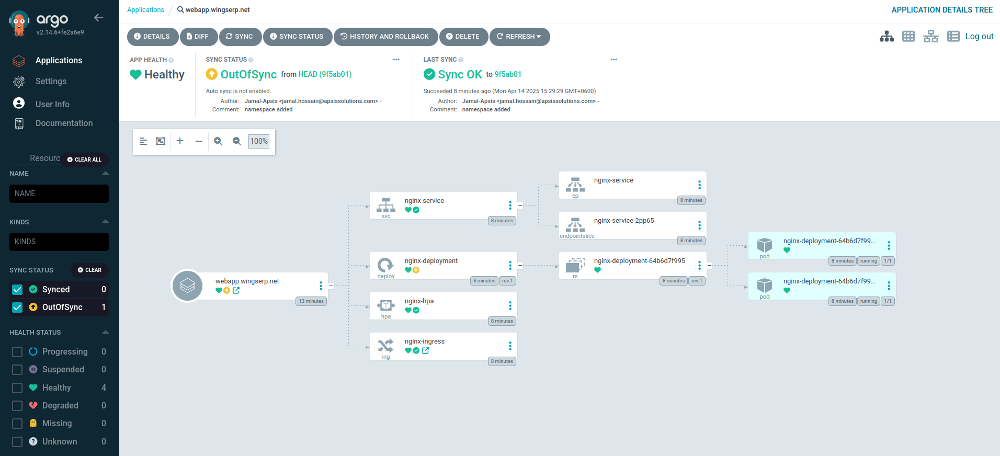 argo
v2.14.6+fe2a6e9
Applications
Settings
User Info
Documentation
Resourc
CLEAR ALL
NAME
NAME
KINDS
KINDS
SYNC STATUS
CLEAR
Synced 0
OutOfSync 1
HEALTH STATUS
Progressing 0
Suspended 0
Healthy 4
Degraded 0
Missing 0
Unknown 0
Applications / webapp.wingserp.net
APPLICATION DETAILS TREE
DETAILS
DIFF
SYNC
SYNC STATUS
HISTORY AND ROLLBACK
DELETE
REFRESH
Log out
APP HEALTH
Healthy
SYNC STATUS
OutOfSync from HEAD (9f5ab01)
Auto sync is not enabled.
Author: Jamal-Apsis <jamal.hossain@apsissolutions.com> -
Comment: namespace added
LAST SYNC
Sync OK to 9f5ab01
Succeeded 8 minutes ago (Mon Apr 14 2025 15:29:29 GMT+0600)
Author: Jamal-Apsis <jamal.hossain@apsissolutions.com> -
Comment: namespace added
100%
webapp.wingserp.net
13 minutes
nginx-service
svc
8 minutes
nginx-deployment
deploy
8 minutes rev:1
nginx-hpa
hpa
8 minutes
nginx-ingress
ing
8 minutes
nginx-service
ep
8 minutes
nginx-service-2pp65
endpointslice
8 minutes
nginx-deployment-64b6d7f995
rs
8 minutes rev:1
nginx-deployment-64b6d7f99...
pod
8 minutes running 1/1
nginx-deployment-64b6d7f99...
pod
8 minutes running 1/1